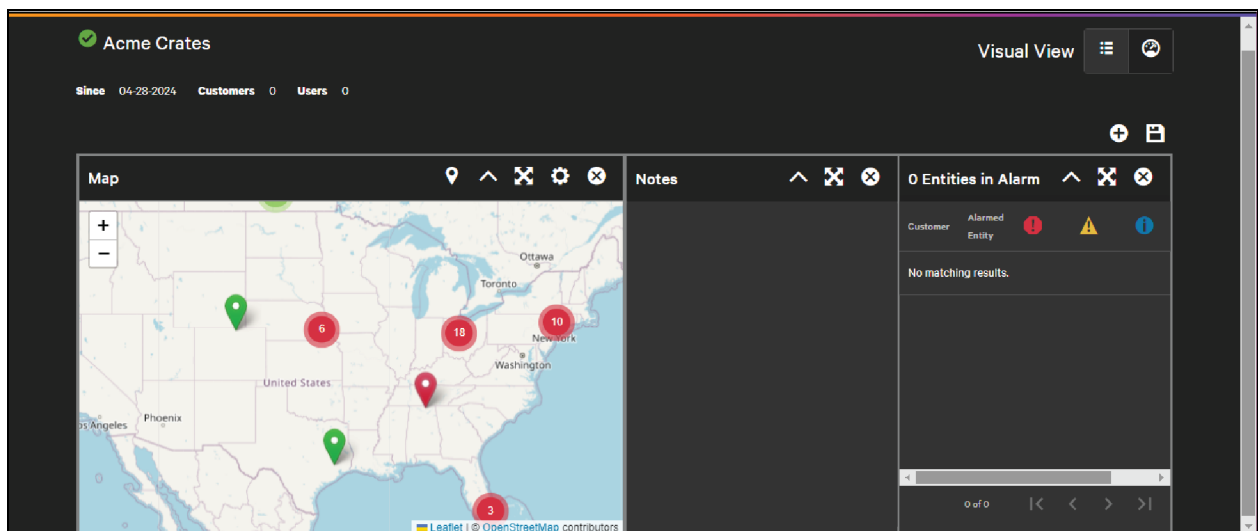 Acme Crates
Visual View
Since 04-28-2024 Customers 0 Users 0
Map
Notes
0 Entities in Alarm
+
−
Customer
Alarmed
Entity
No matching results.
Ottawa
Toronto
6
18
10
New York
Washington
United States
Phoenix
os Angeles
3
Leaflet | © OpenStreetMap contributors
0 of 0